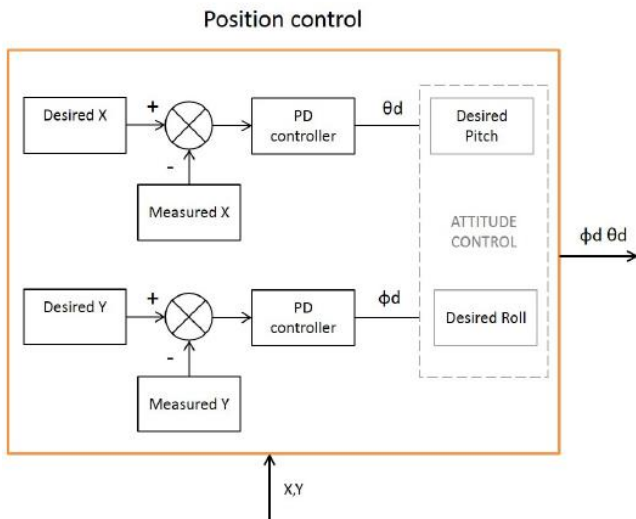 Position control
Desired X
+
-
Measured X
PD
controller
θd
Desired
Pitch
ATTITUDE
CONTROL
ϕd θd
Desired Y
+
-
Measured Y
PD
controller
ϕd
Desired Roll
X,Y